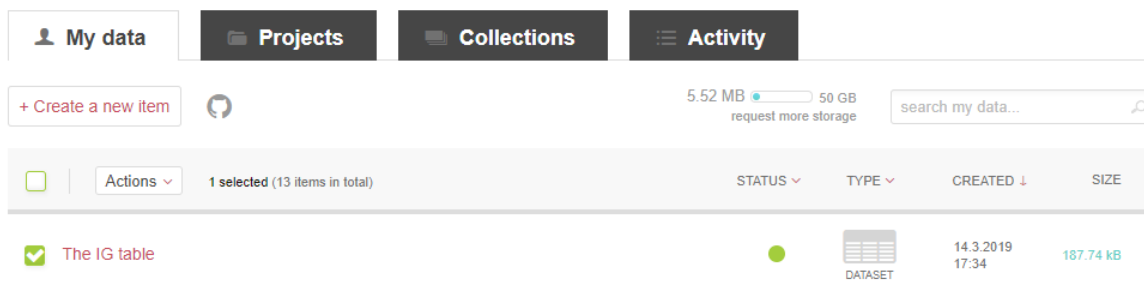 My data Projects Collections Activity
+ Create a new item 5.52 MB 50 GB search my data...
request more storage
Actions 1 selected (13 items in total) STATUS TYPE CREATED ↓ SIZE
The IG table 14.3.2019 187.74 kB
17:34
DATASET